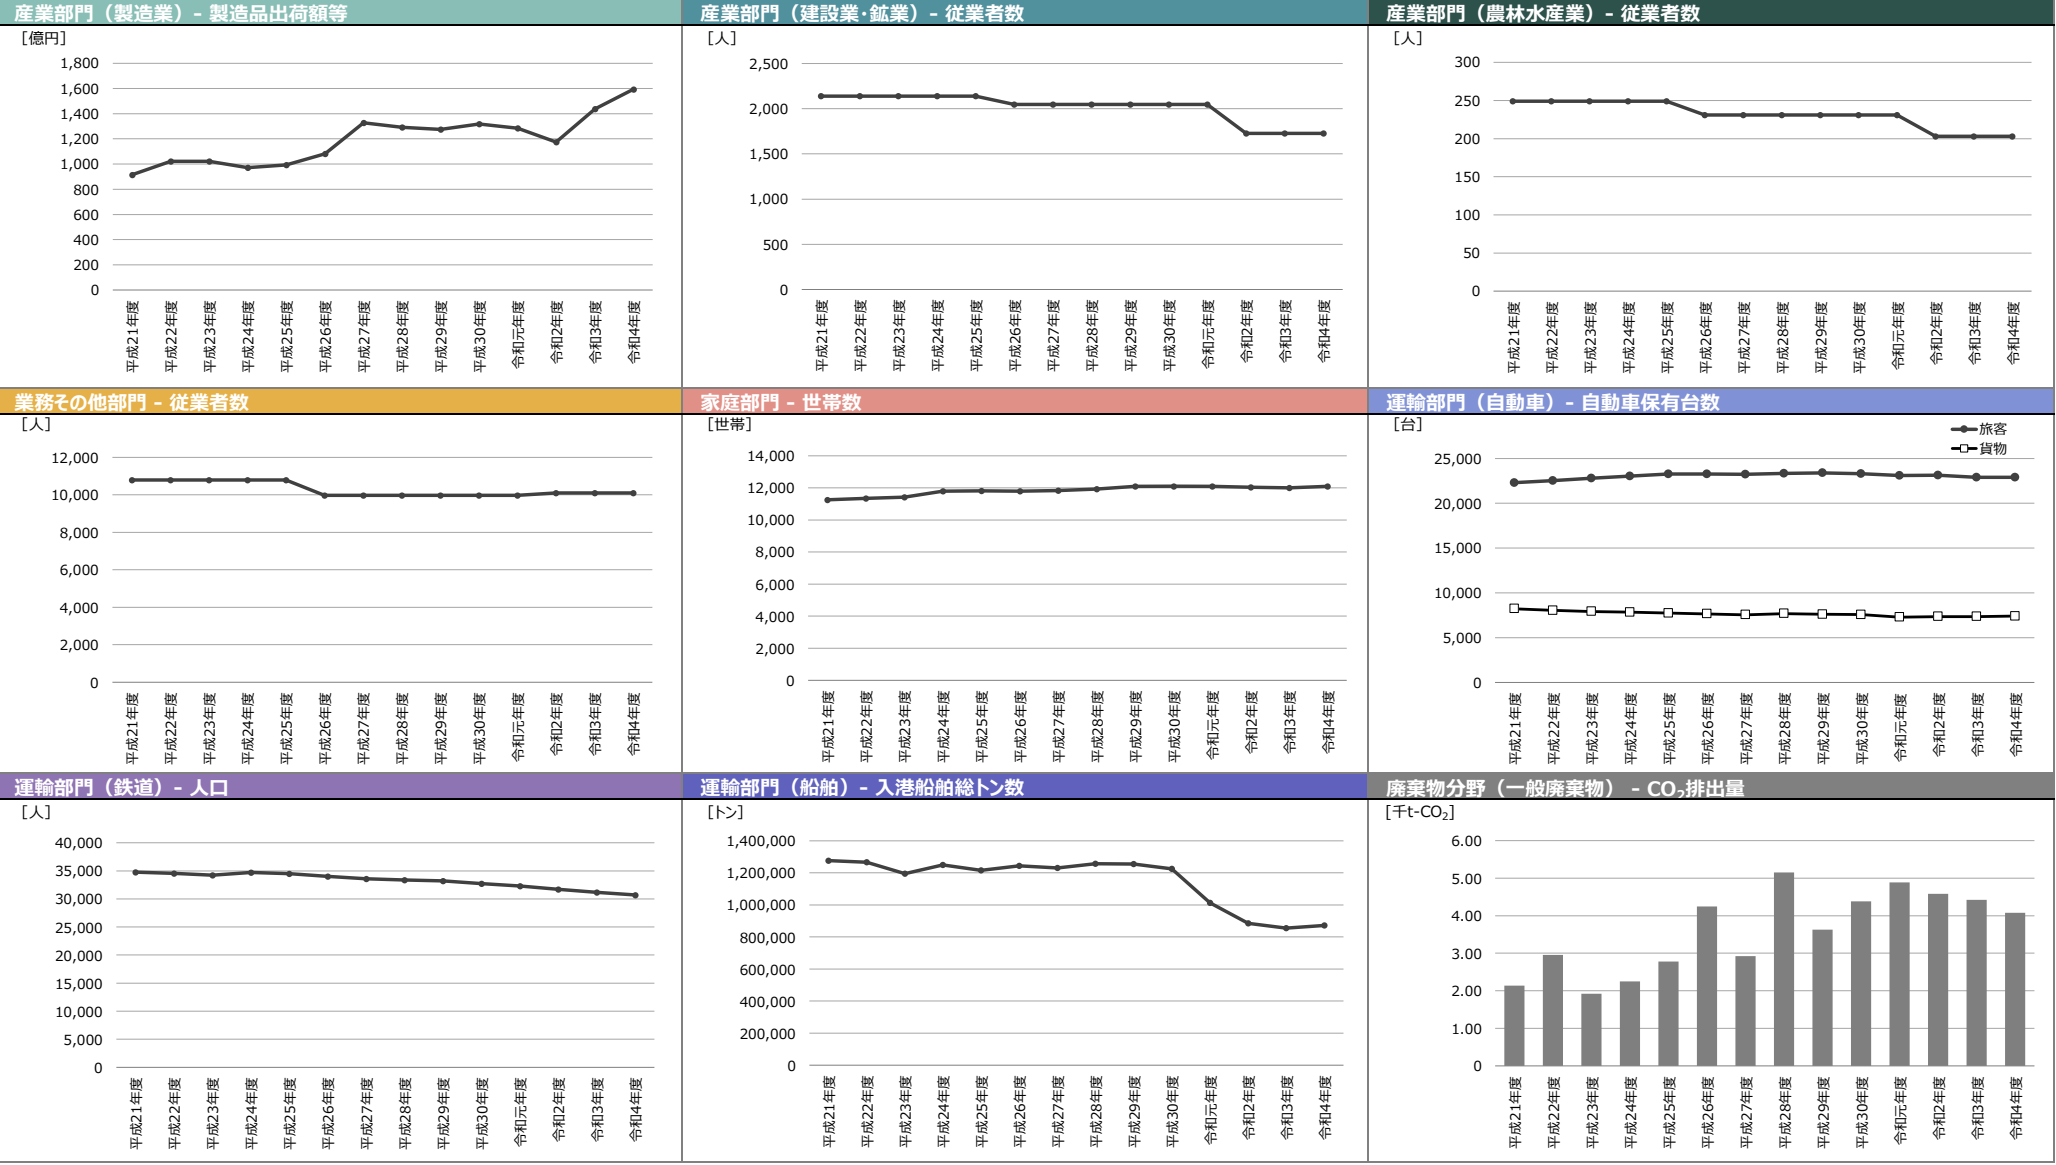 産業部門（製造業）- 製造品出荷額等
[億円]
1,800
1,600
1,400
1,200
1,000
800
600
400
200
0
平成21年度
平成22年度
平成23年度
平成24年度
平成25年度
平成26年度
平成27年度
平成28年度
平成29年度
平成30年度
令和元年度
令和2年度
令和3年度
令和4年度
産業部門（建設業･鉱業）- 従業者数
[人]
2,500
2,000
1,500
1,000
500
0
平成21年度
平成22年度
平成23年度
平成24年度
平成25年度
平成26年度
平成27年度
平成28年度
平成29年度
平成30年度
令和元年度
令和2年度
令和3年度
令和4年度
産業部門（農林水産業）- 従業者数
[人]
300
250
200
150
100
50
0
平成21年度
平成22年度
平成23年度
平成24年度
平成25年度
平成26年度
平成27年度
平成28年度
平成29年度
平成30年度
令和元年度
令和2年度
令和3年度
令和4年度
業務その他部門 - 従業者数
[人]
12,000
10,000
8,000
6,000
4,000
2,000
0
平成21年度
平成22年度
平成23年度
平成24年度
平成25年度
平成26年度
平成27年度
平成28年度
平成29年度
平成30年度
令和元年度
令和2年度
令和3年度
令和4年度
家庭部門 - 世帯数
[世帯]
14,000
12,000
10,000
8,000
6,000
4,000
2,000
0
平成21年度
平成22年度
平成23年度
平成24年度
平成25年度
平成26年度
平成27年度
平成28年度
平成29年度
平成30年度
令和元年度
令和2年度
令和3年度
令和4年度
運輸部門（自動車）- 自動車保有台数
[台]
旅客
貨物
25,000
20,000
15,000
10,000
5,000
0
平成21年度
平成22年度
平成23年度
平成24年度
平成25年度
平成26年度
平成27年度
平成28年度
平成29年度
平成30年度
令和元年度
令和2年度
令和3年度
令和4年度
運輸部門（鉄道）- 人口
[人]
40,000
35,000
30,000
25,000
20,000
15,000
10,000
5,000
0
平成21年度
平成22年度
平成23年度
平成24年度
平成25年度
平成26年度
平成27年度
平成28年度
平成29年度
平成30年度
令和元年度
令和2年度
令和3年度
令和4年度
運輸部門（船舶）- 入港船舶総トン数
[トン]
1,400,000
1,200,000
1,000,000
800,000
600,000
400,000
200,000
0
平成21年度
平成22年度
平成23年度
平成24年度
平成25年度
平成26年度
平成27年度
平成28年度
平成29年度
平成30年度
令和元年度
令和2年度
令和3年度
令和4年度
廃棄物分野（一般廃棄物） - CO₂排出量
[千t-CO₂]
6.00
5.00
4.00
3.00
2.00
1.00
0
平成21年度
平成22年度
平成23年度
平成24年度
平成25年度
平成26年度
平成27年度
平成28年度
平成29年度
平成30年度
令和元年度
令和2年度
令和3年度
令和4年度